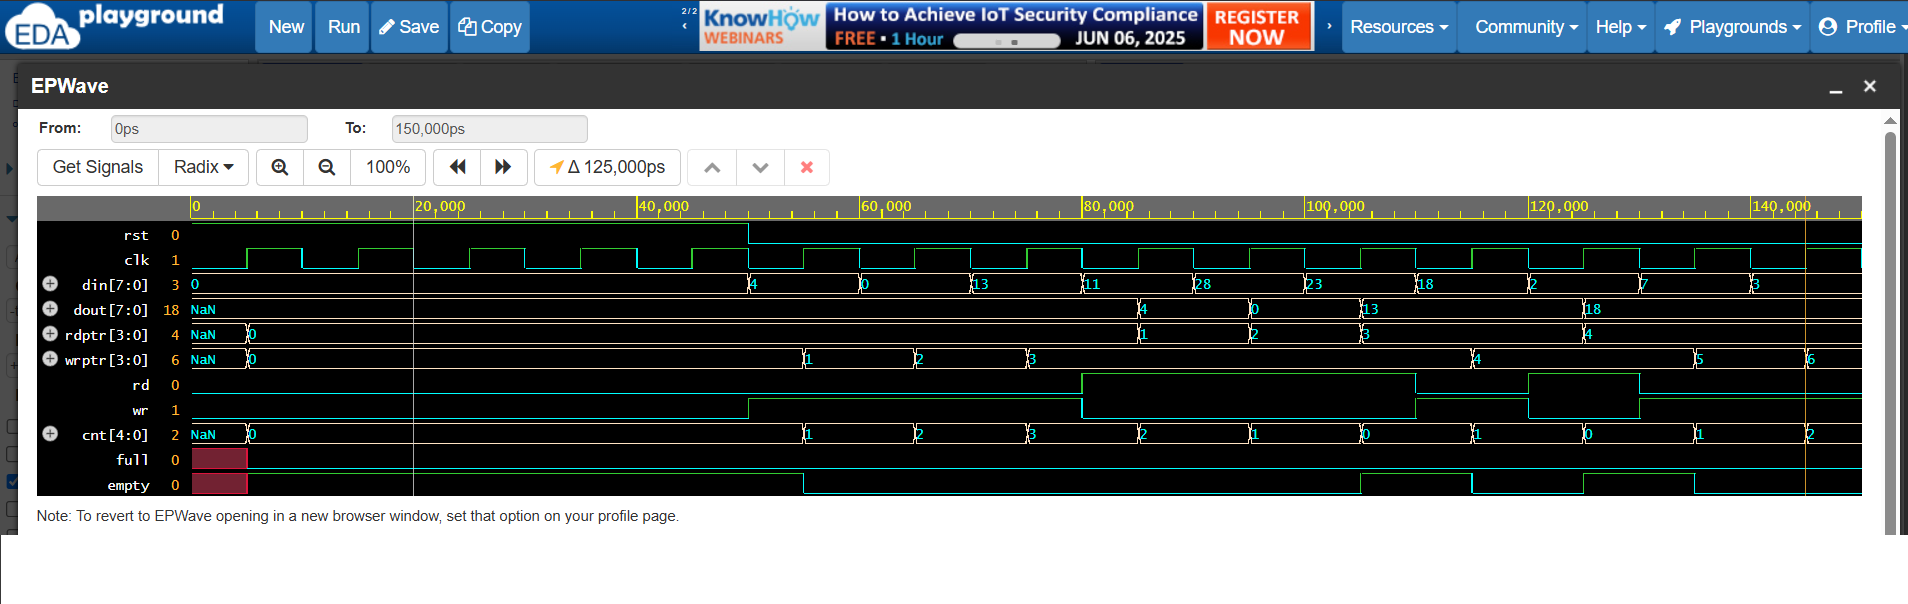 EDA playground
New Run Save Copy
2/2
‹
KnowHow
WEBINARS
How to Achieve IoT Security Compliance
FREE • 1 Hour JUN 06, 2025
REGISTER
NOW
›
Resources Community Help Playgrounds Profile
EPWave
From: 0ps To: 150,000ps
Get Signals Radix 100% Δ 125,000ps
0 20,000 40,000 60,000 80,000 100,000 120,000 140,000
rst 0
clk 1
din[7:0] 3 0 4 0 13 11 28 23 18 2 7 3
dout[7:0] 18 NaN 4 0 13 18
rdptr[3:0] 4 NaN 0 1 2 3 4
wrptr[3:0] 6 NaN 0 1 2 3 4 5 6
rd 0
wr 1
cnt[4:0] 2 NaN 0 1 2 3 2 1 0 1 0 1 2
full 0
empty 0
Note: To revert to EPWave opening in a new browser window, set that option on your profile page.